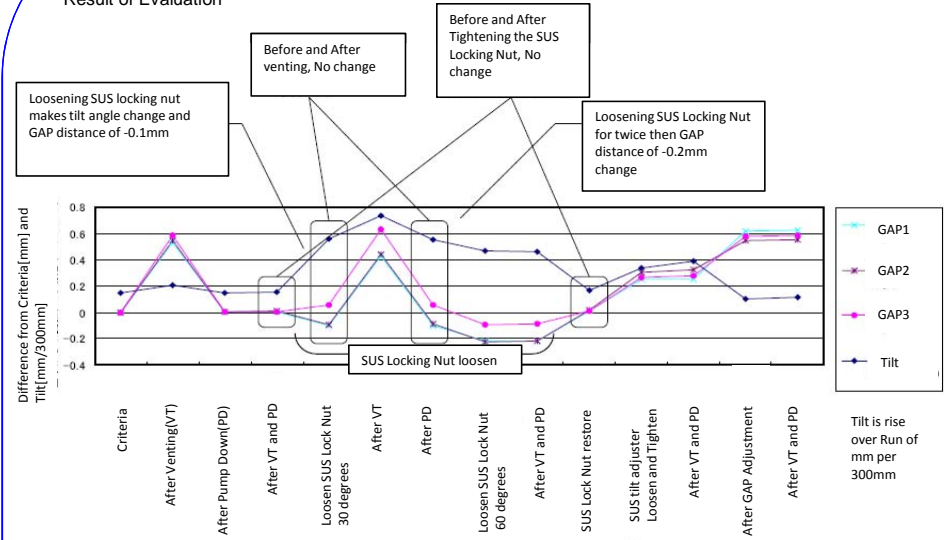 Result of Evaluation
Before and After
Tightening the SUS
Locking Nut, No
change
Before and After
venting, No change
Loosening SUS locking nut
makes tilt angle change and
GAP distance of -0.1mm
Loosening SUS Locking Nut
for twice then GAP
distance of -0.2mm
change
Difference from Criteria[mm] and
Tilt[mm/300mm]
0.8
0.6
0.4
0.2
0
-0.2
-0.4
SUS Locking Nut loosen
GAP1
GAP2
GAP3
Tilt
Criteria
After Venting(VT)
After Pump Down(PD)
After VT and PD
Loosen SUS Lock Nut
30 degrees
After VT
After PD
Loosen SUS Lock Nut
60 degrees
After VT and PD
SUS Lock Nut restore
SUS tilt adjuster
Loosen and Tighten
After VT and PD
After GAP Adjustment
After VT and PD
Tilt is rise
over Run of
mm per
300mm